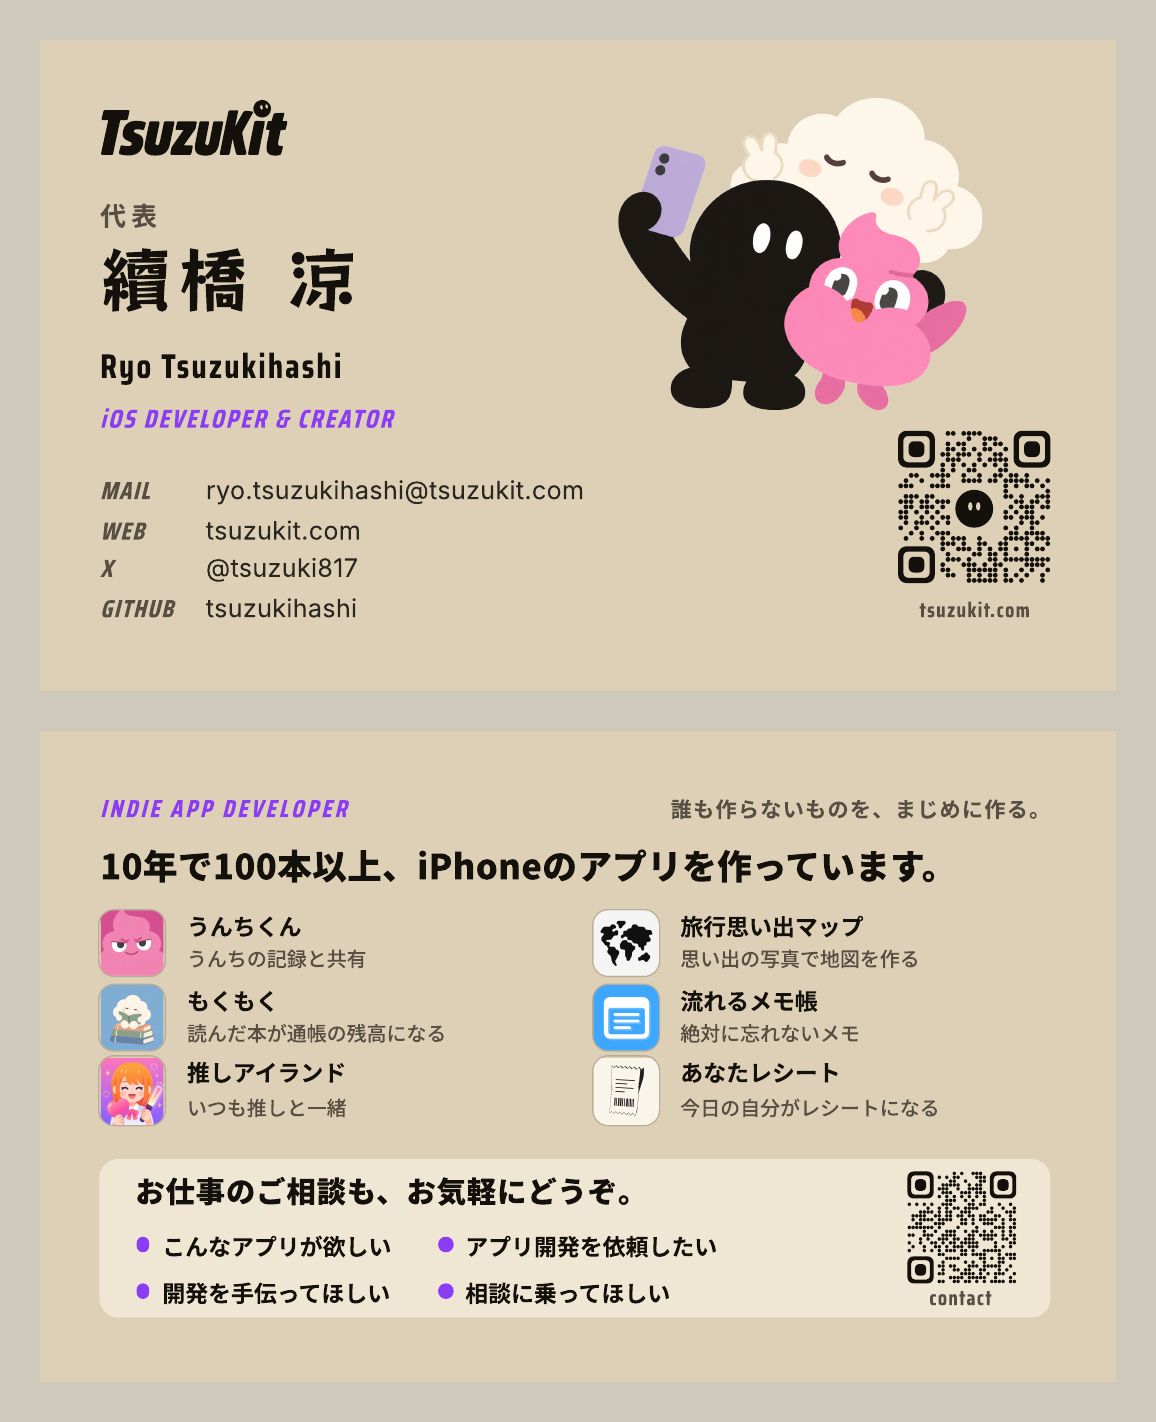 TsuzuKit
代表
續橋 涼
Ryo Tsuzukihashi
iOS DEVELOPER & CREATOR
MAIL ryo.tsuzukihashi@tsuzukit.com
WEB tsuzukit.com
X @tsuzuki817
GITHUB tsuzukihashi
tsuzukit.com
INDIE APP DEVELOPER
誰も作らないものを、まじめに作る。
10年で100本以上、iPhoneのアプリを作っています。
うんちくん
うんちの記録と共有
旅行思い出マップ
思い出の写真で地図を作る
もくもく
読んだ本が通帳の残高になる
流れるメモ帳
絶対に忘れないメモ
推しアイランド
いつも推しと一緒
あなたレシート
今日の自分がレシートになる
お仕事のご相談も、お気軽にどうぞ。
こんなアプリが欲しい
アプリ開発を依頼したい
開発を手伝ってほしい
相談に乗ってほしい
contact